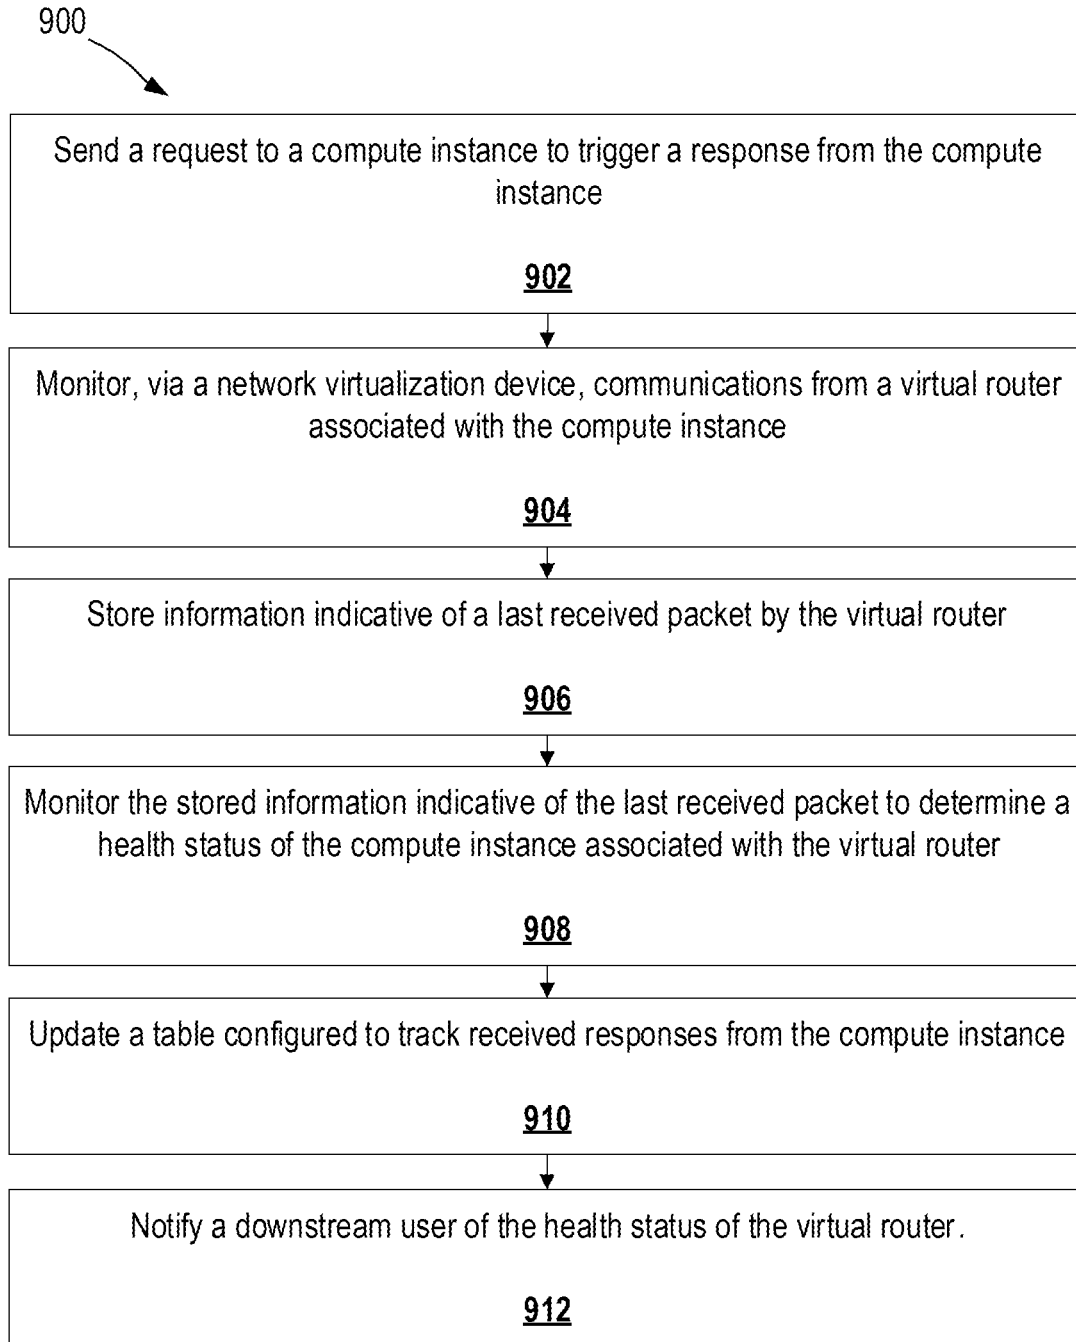 900
Send a request to a compute instance to trigger a response from the compute
instance
902
Monitor, via a network virtualization device, communications from a virtual router
associated with the compute instance
904
Store information indicative of a last received packet by the virtual router
906
Monitor the stored information indicative of the last received packet to determine a
health status of the compute instance associated with the virtual router
908
Update a table configured to track received responses from the compute instance
910
Notify a downstream user of the health status of the virtual router.
912